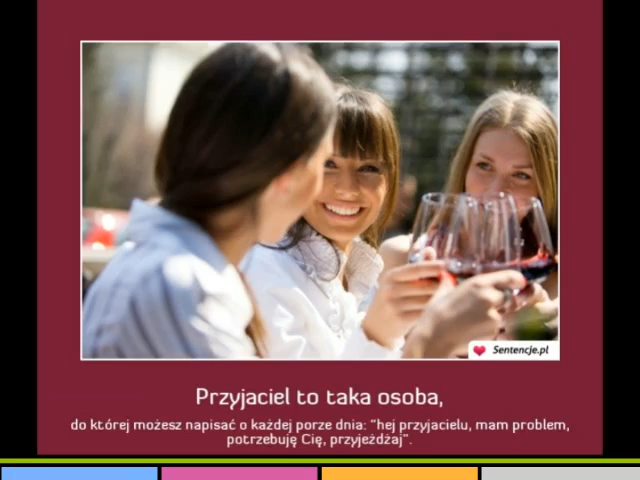 Sentencje.pl
Przyjaciel to taka osoba,
do której możesz napisać o każdej porze dnia: "hej przyjacielu, mam problem,
potrzebuję Cię, przyjeżdżaj".